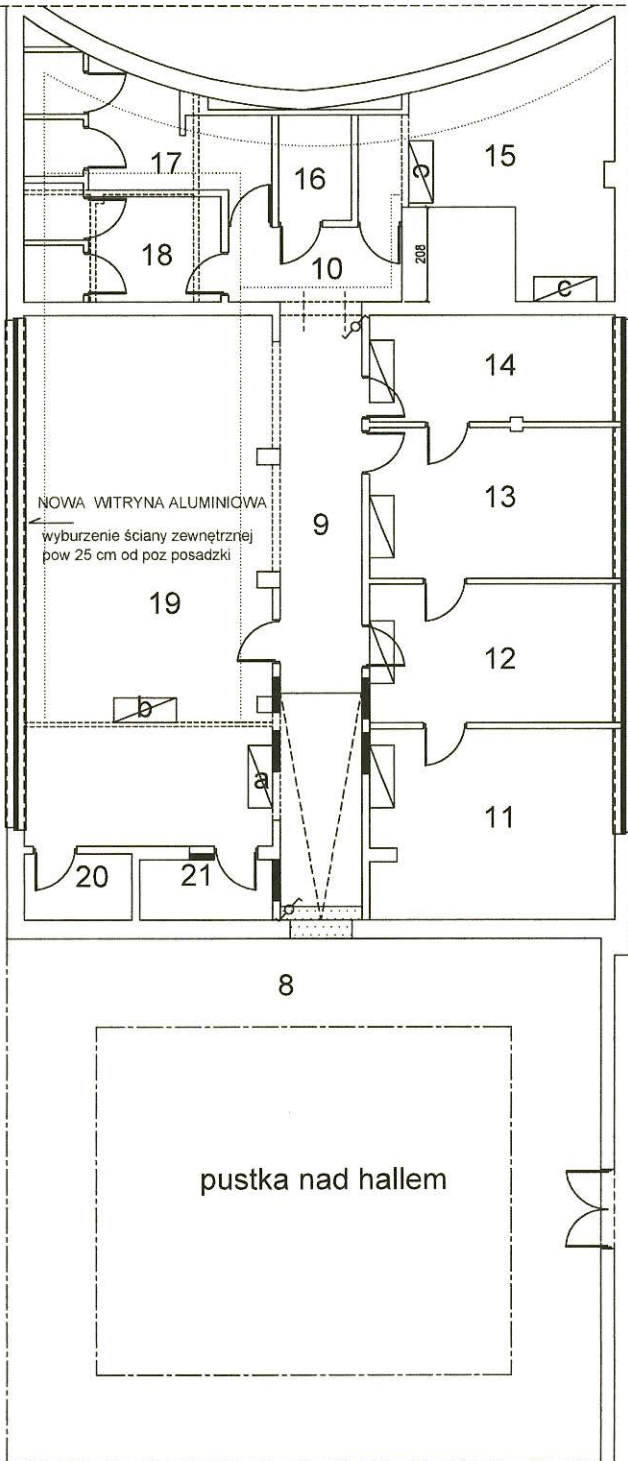 17
16
15
c
18
10
208
c
14
NOWA WITRYNA ALUMINIOWA
wyburzenie ściany zewnętrznej
pow 25 cm od poz posadzki
13
9
19
12
b
a
11
20
21
8
pustka nad hallem